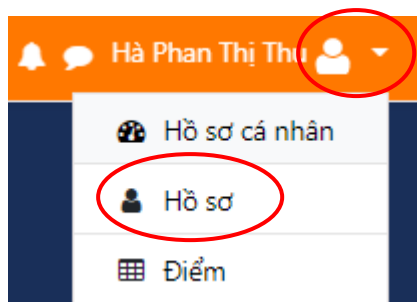 Hà Phan Thị Thu
Hồ sơ cá nhân
Hồ sơ
Điểm